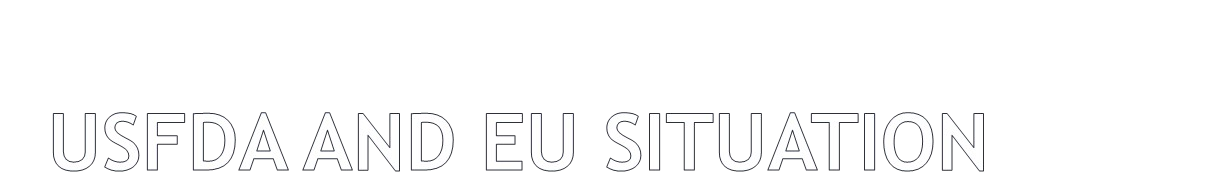 USFDA AND EU SITUATION